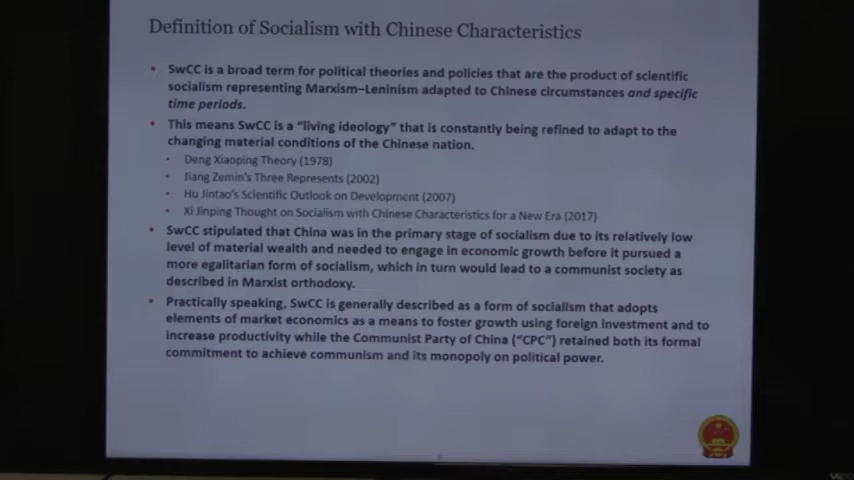 Definition of Socialism with Chinese Characteristics
• SwCC is a broad term for political theories and policies that are the product of scientific
socialism representing Marxism–Leninism adapted to Chinese circumstances and specific
time periods.
• This means SwCC is a "living ideology" that is constantly being refined to adapt to the
changing material conditions of the Chinese nation.
• Deng Xiaoping Theory (1978)
• Jiang Zemin's Three Represents (2002)
• Hu Jintao's Scientific Outlook on Development (2007)
• Xi Jinping Thought on Socialism with Chinese Characteristics for a New Era (2017)
• SwCC stipulated that China was in the primary stage of socialism due to its relatively low
level of material wealth and needed to engage in economic growth before it pursued a
more egalitarian form of socialism, which in turn would lead to a communist society as
described in Marxist orthodoxy.
• Practically speaking, SwCC is generally described as a form of socialism that adopts
elements of market economics as a means to foster growth using foreign investment and to
increase productivity while the Communist Party of China ("CPC") retained both its formal
commitment to achieve communism and its monopoly on political power.